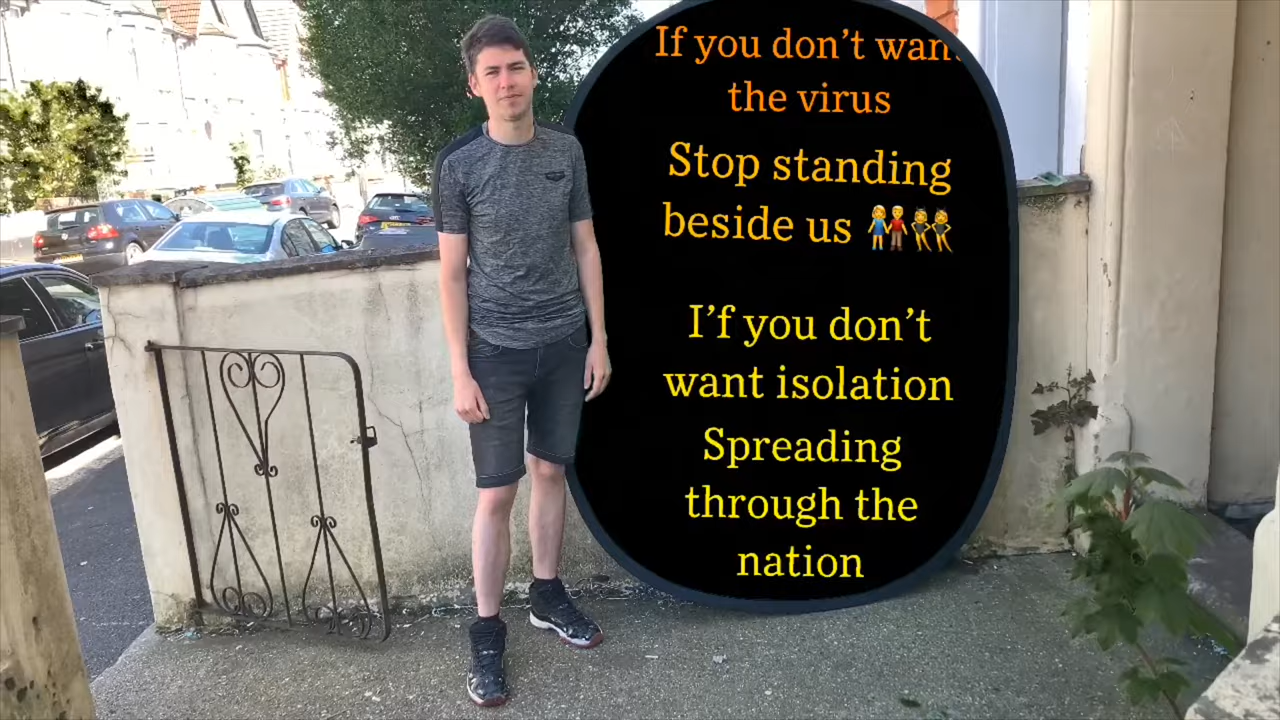 If you don't wan
the virus
Stop standing
beside us 👭👫👯
I'f you don't
want isolation
Spreading
through the
nation